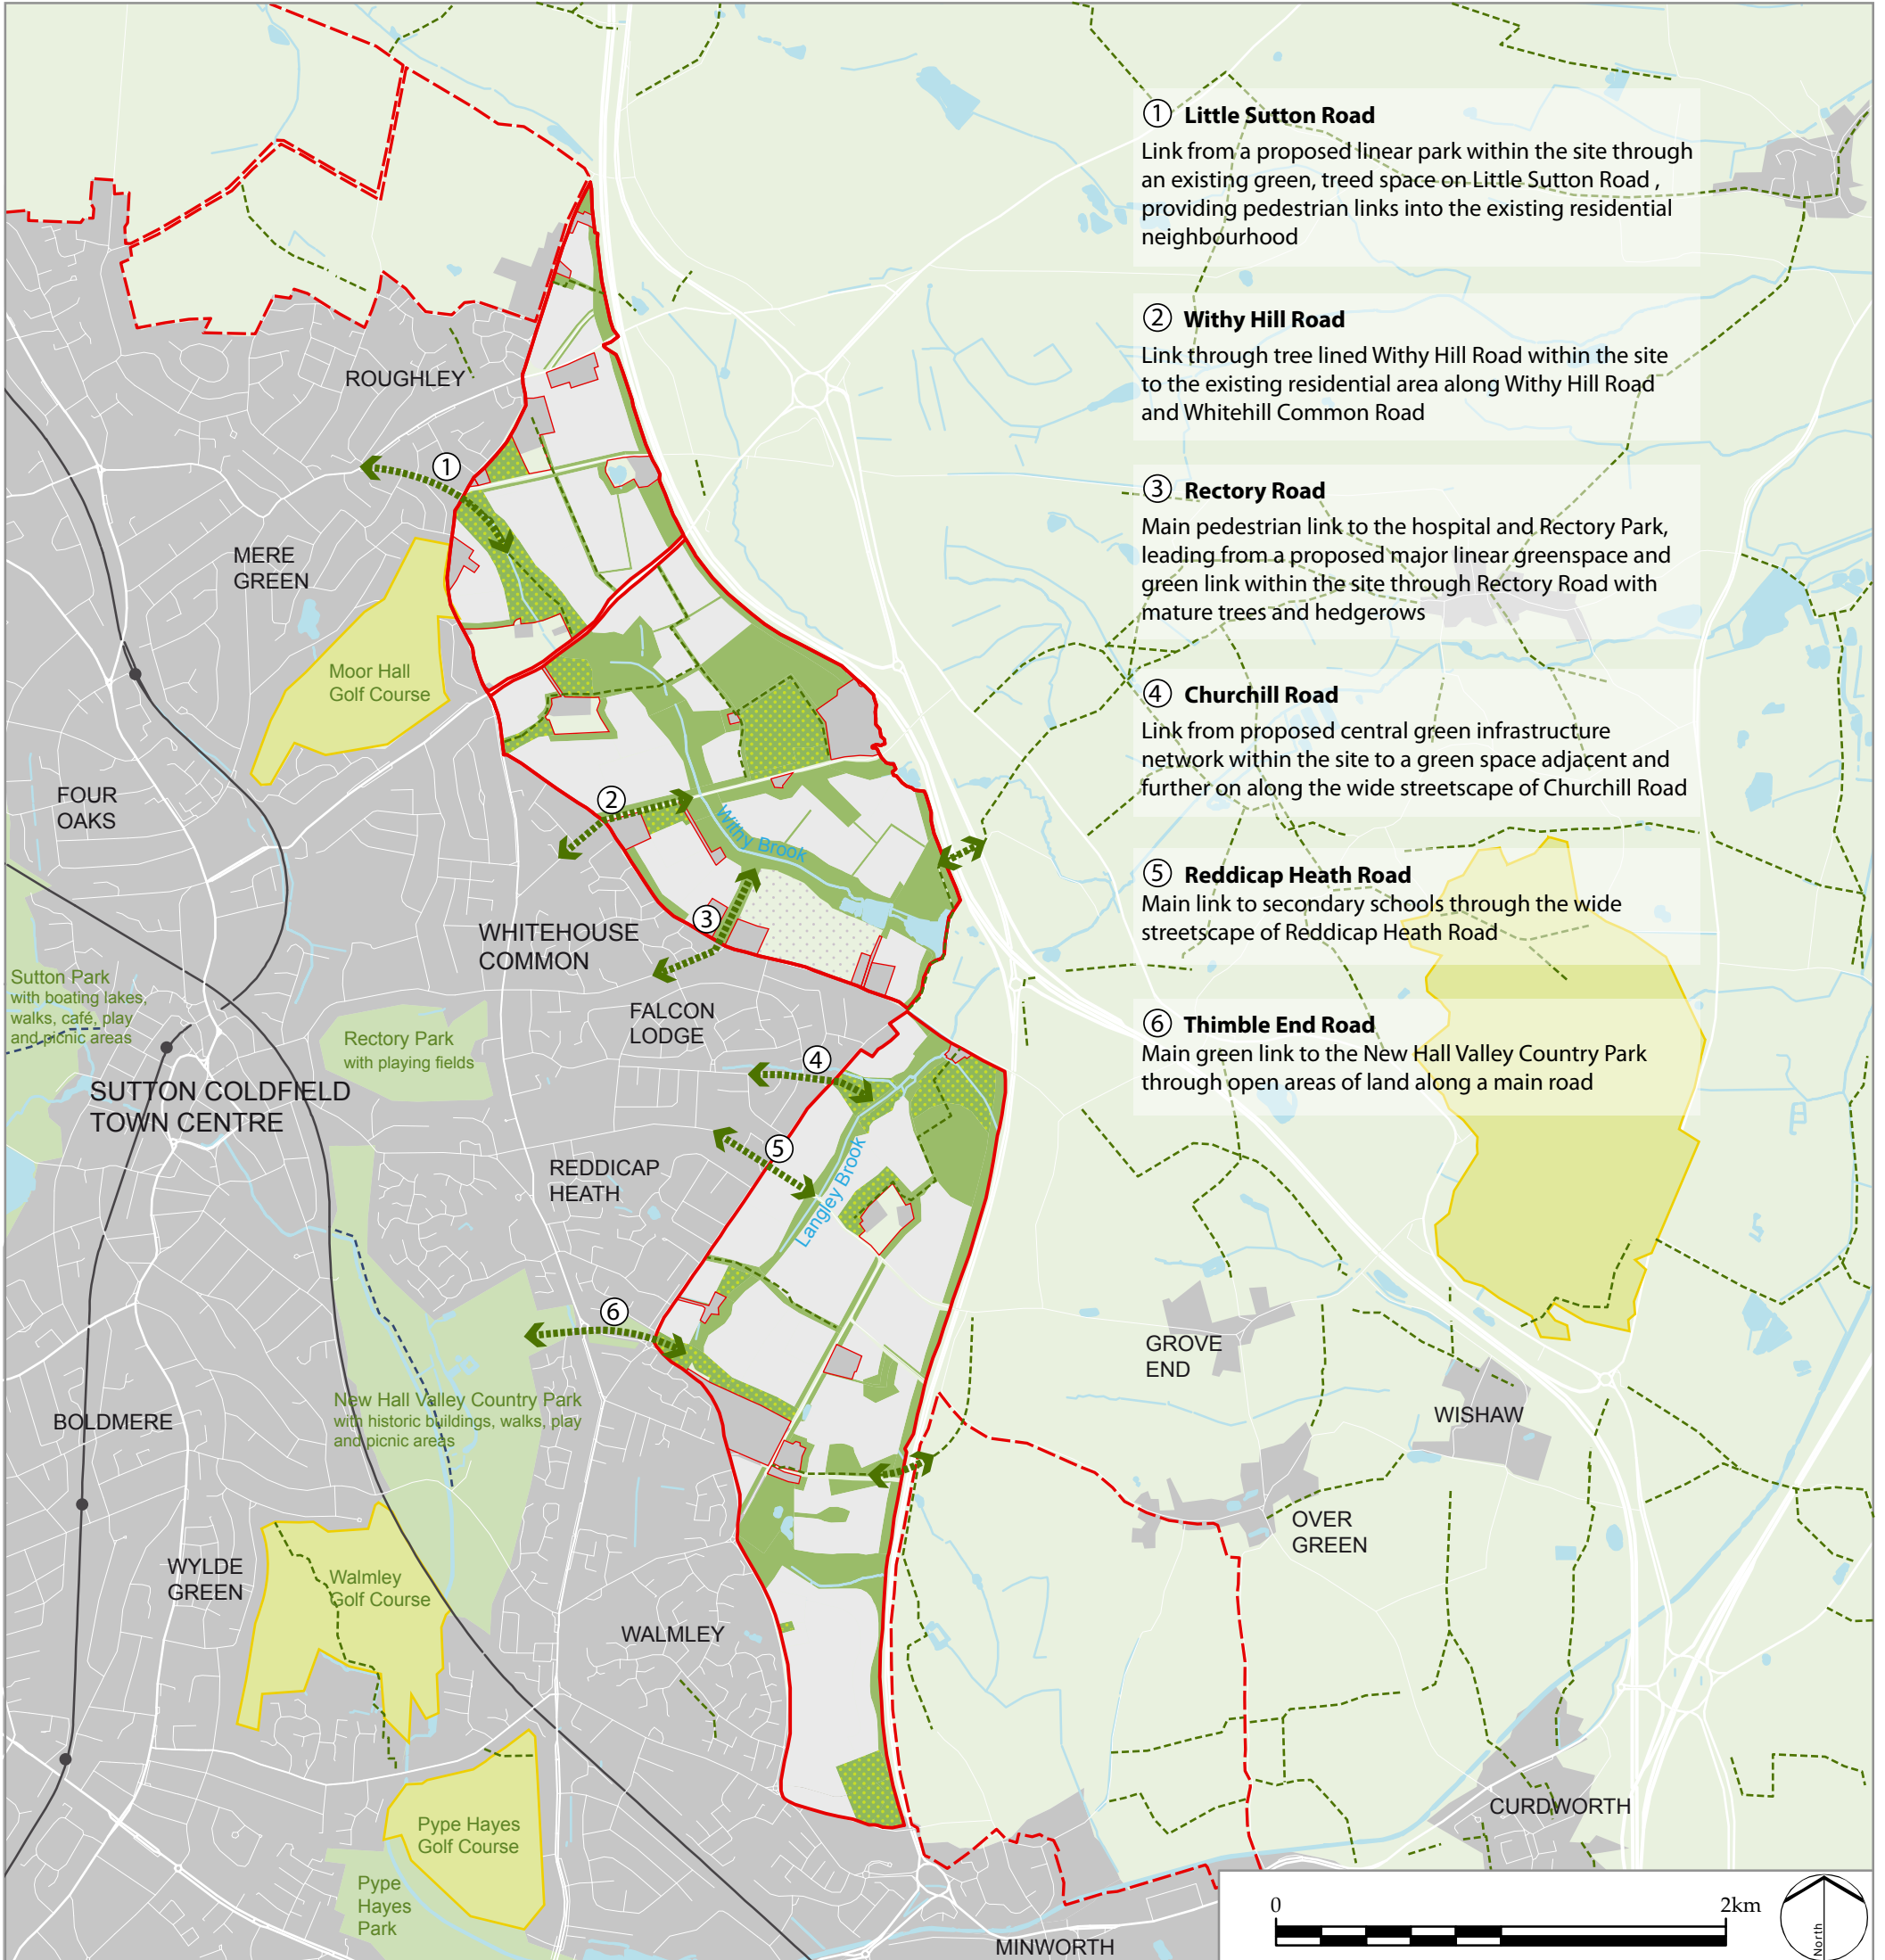 ① Little Sutton Road
Link from a proposed linear park within the site through
an existing green, treed space on Little Sutton Road ,
providing pedestrian links into the existing residential
neighbourhood
② Withy Hill Road
Link through tree lined Withy Hill Road within the site
to the existing residential area along Withy Hill Road
and Whitehill Common Road
③ Rectory Road
Main pedestrian link to the hospital and Rectory Park,
leading from a proposed major linear greenspace and
green link within the site through Rectory Road with
mature trees and hedgerows
④ Churchill Road
Link from proposed central green infrastructure
network within the site to a green space adjacent and
further on along the wide streetscape of Churchill Road
⑤ Reddicap Heath Road
Main link to secondary schools through the wide
streetscape of Reddicap Heath Road
⑥ Thimble End Road
Main green link to the New Hall Valley Country Park
through open areas of land along a main road
ROUGHLEY
①
MERE
GREEN
Moor Hall
Golf Course
FOUR
OAKS
②
Withy Brook
③
WHITEHOUSE
COMMON
Sutton Park
with boating lakes,
walks, café, play
and picnic areas
FALCON
LODGE
Rectory Park
with playing fields
④
SUTTON COLDFIELD
TOWN CENTRE
⑤
REDDICAP
HEATH
Langley Brook
⑥
GROVE
END
New Hall Valley Country Park
with historic buildings, walks, play
and picnic areas
BOLDMERE
WISHAW
OVER
GREEN
WYLDE
GREEN
Walmley
Golf Course
WALMLEY
CURDWORTH
Pype Hayes
Golf Course
Pype
Hayes
Park
MINWORTH
0 2km
North